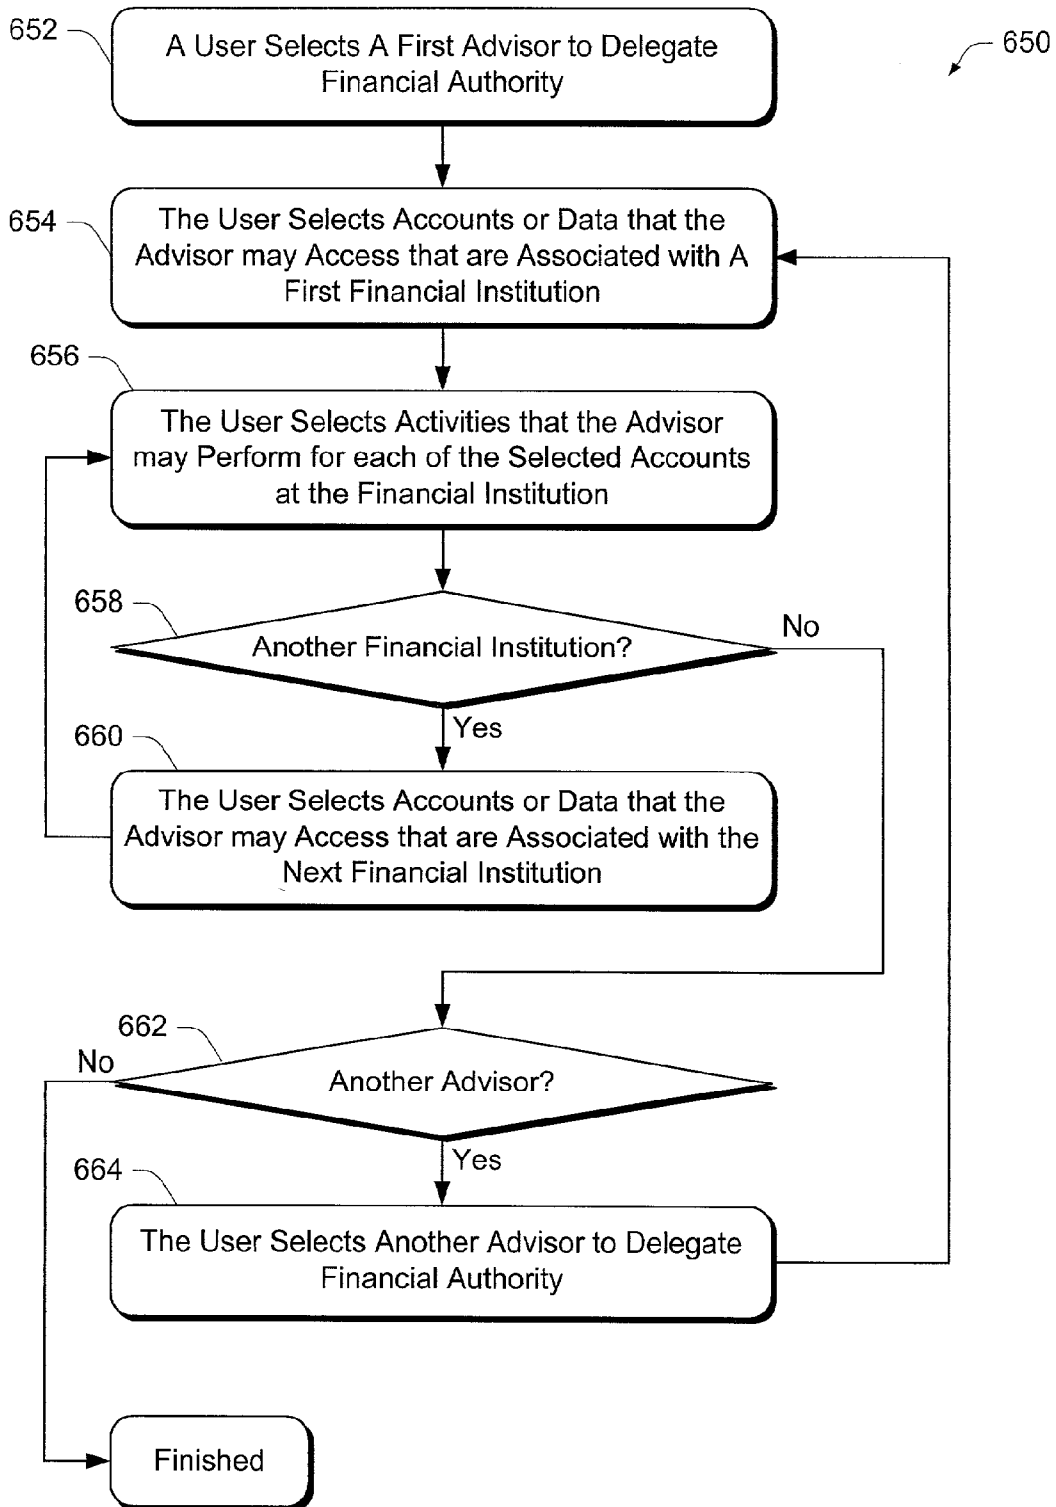 652
A User Selects A First Advisor to Delegate
Financial Authority
650
654
The User Selects Accounts or Data that the
Advisor may Access that are Associated with A
First Financial Institution
656
The User Selects Activities that the Advisor
may Perform for each of the Selected Accounts
at the Financial Institution
658
Another Financial Institution?
No
Yes
660
The User Selects Accounts or Data that the
Advisor may Access that are Associated with the
Next Financial Institution
662
No
Another Advisor?
Yes
664
The User Selects Another Advisor to Delegate
Financial Authority
Finished